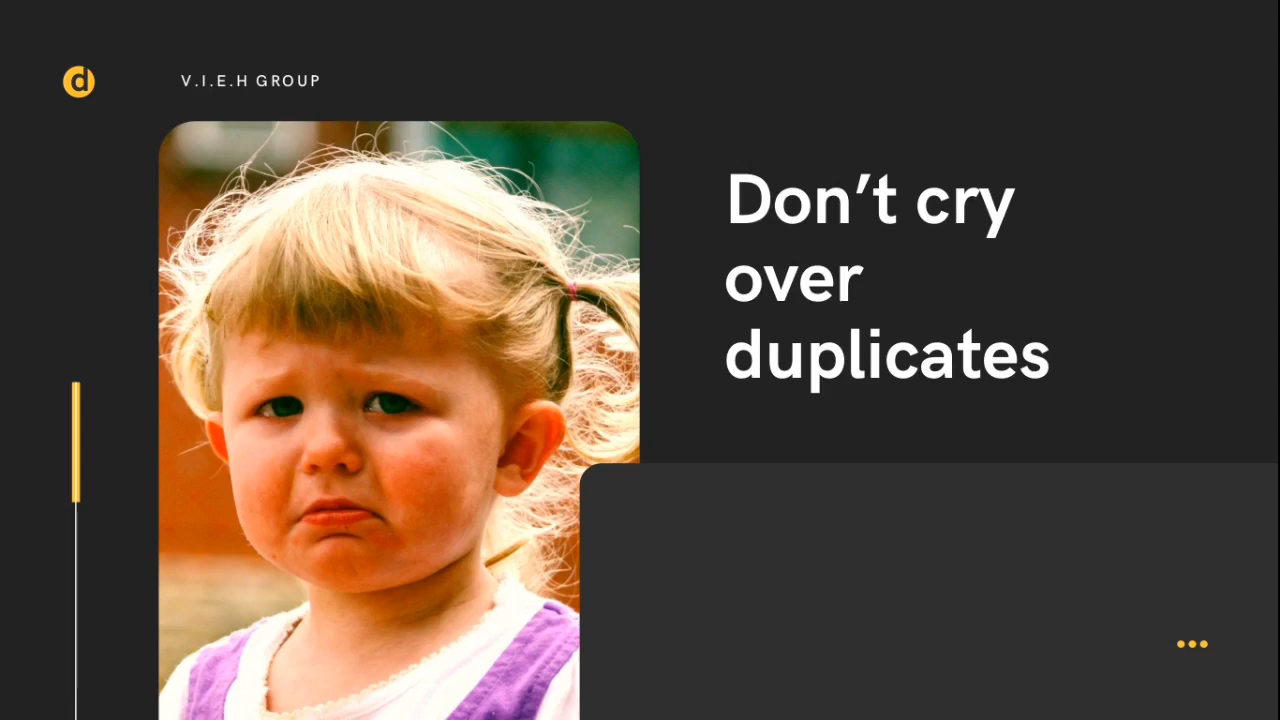 d
V.I.E.H GROUP
Don’t cry
over
duplicates